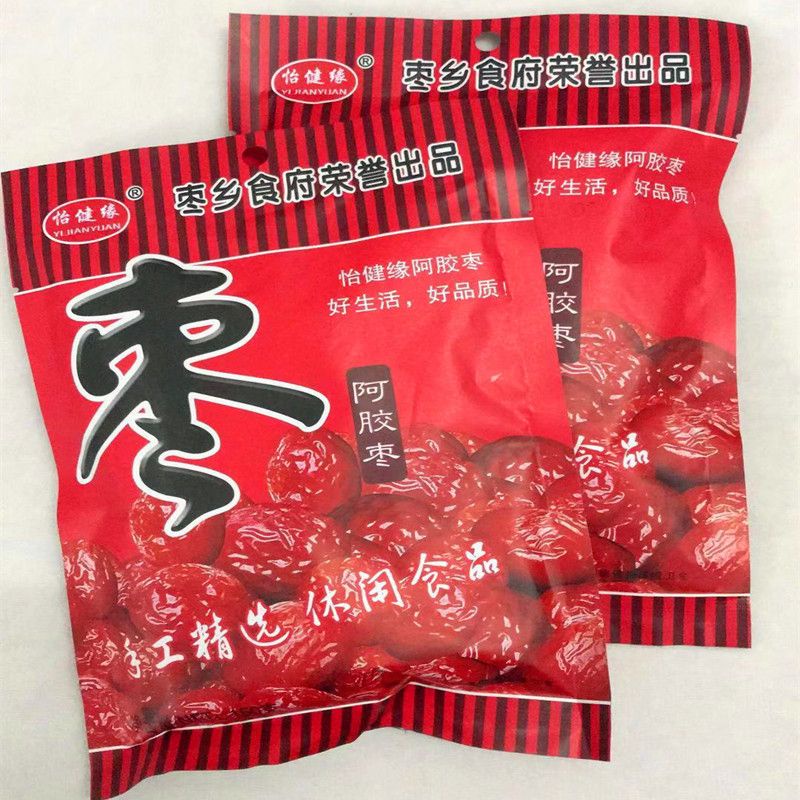 怡健缘®
YIJIANYUAN
枣乡食府荣誉出品
怡健缘阿胶枣
好生活，好品质！
枣
阿胶枣
手工精选 休闲食品
怡健缘®
YIJIANYUAN
枣乡食府荣誉出品
怡健缘阿胶枣
好生活，好品质！
阿胶枣
食品